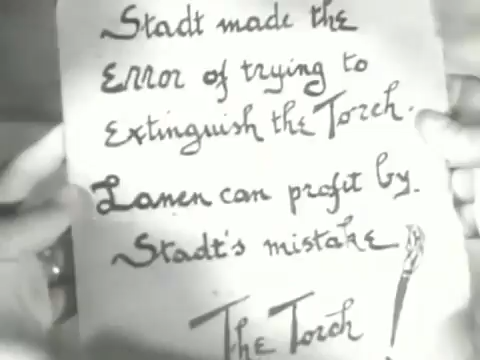 Stadt made the
Error of trying to
Extinguish the Torch.
Lanen can profit by.
Stadt's mistake
The Torch